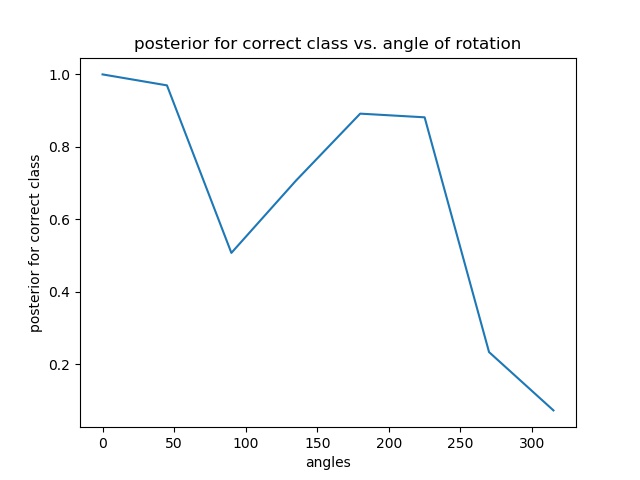 posterior for correct class vs. angle of rotation
1.0
0.8
0.6
0.4
0.2
posterior for correct class
0 50 100 150 200 250 300
angles